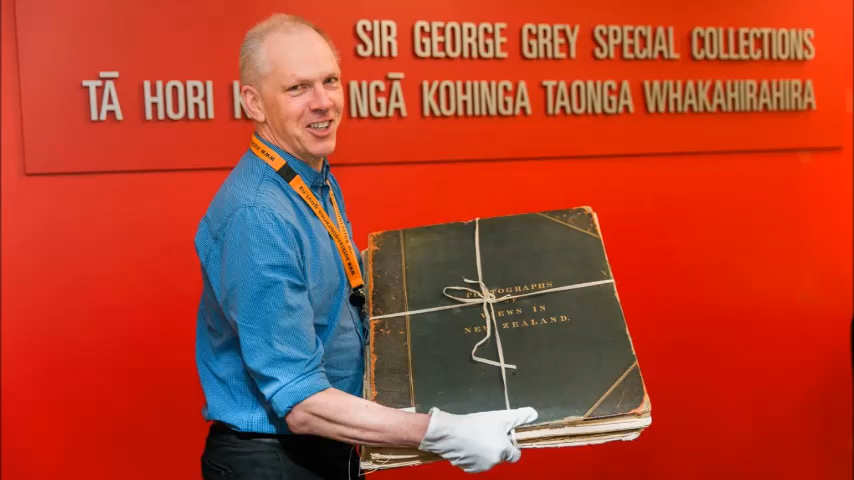 SIR GEORGE GREY SPECIAL COLLECTIONS
TĀ HORI NGĀ KOHINGA TAONGA WHAKAHIRAHIRA
PHOTOGRAPHS
VIEWS IN
NEW ZEALAND.